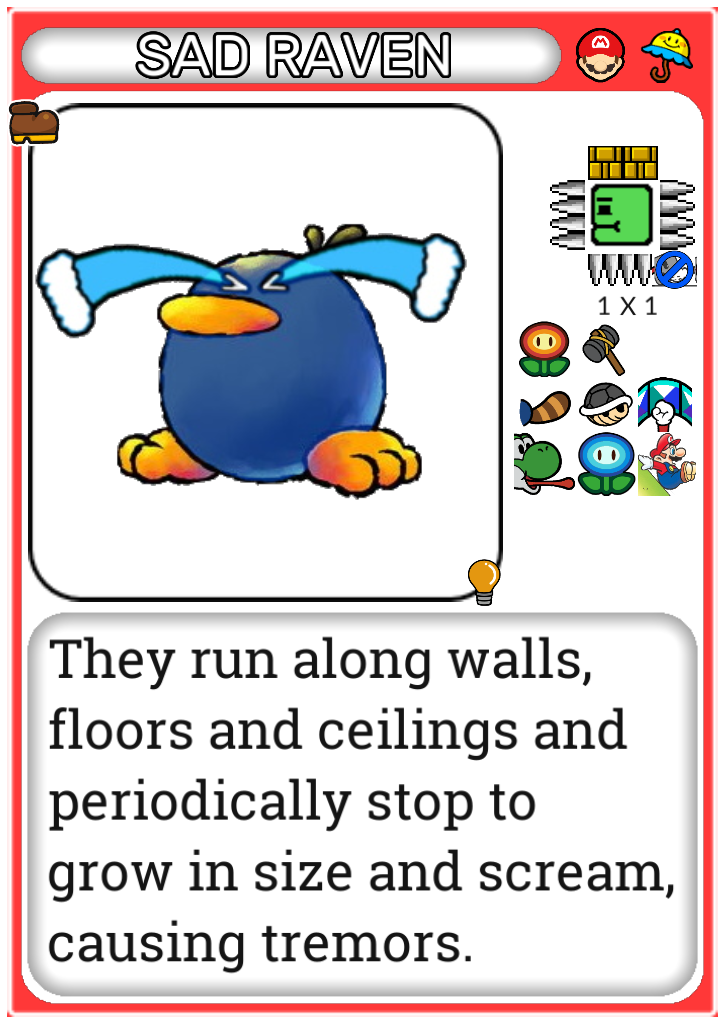 SAD RAVEN
1 X 1
They run along walls,
floors and ceilings and
periodically stop to
grow in size and scream,
causing tremors.